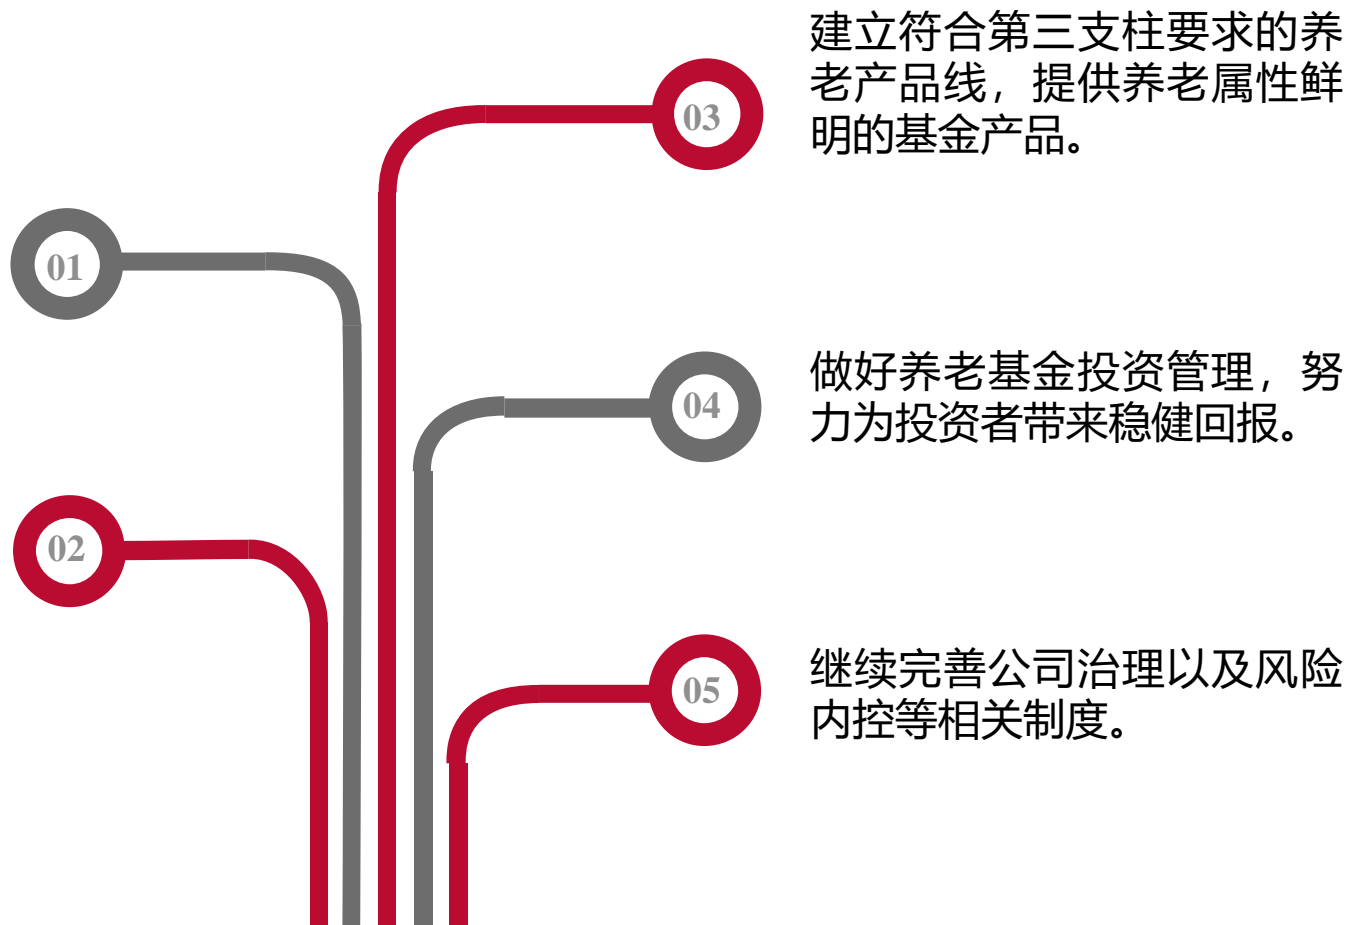 01
02
03
建立符合第三支柱要求的养
老产品线，提供养老属性鲜
明的基金产品。
04
做好养老基金投资管理，努
力为投资者带来稳健回报。
05
继续完善公司治理以及风险
内控等相关制度。